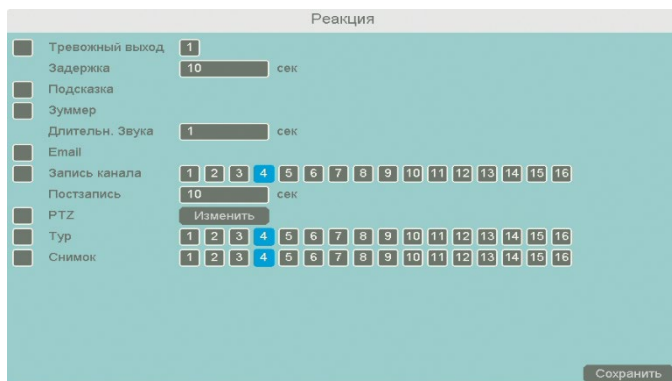 Реакция
Тревожный выход 1
Задержка 10 сек
Подсказка
Зуммер
Длительн. Звука 1 сек
Email
Запись канала 1 2 3 4 5 6 7 8 9 10 11 12 13 14 15 16
Постзапись 10 сек
PTZ Изменить
Тур 1 2 3 4 5 6 7 8 9 10 11 12 13 14 15 16
Снимок 1 2 3 4 5 6 7 8 9 10 11 12 13 14 15 16
Сохранить